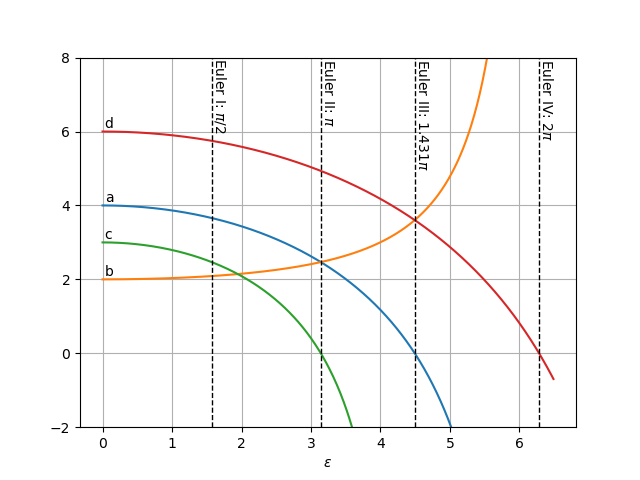 8
6
4
2
0
−2
0 1 2 3 4 5 6
ε
d
a
c
b
Euler I: π/2
Euler II: π
Euler III: 1.431π
Euler IV: 2π